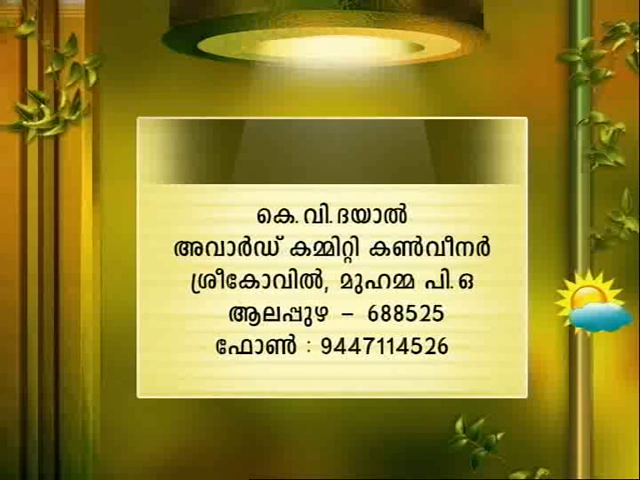 കെ.വി.ദയാൽ
അവാർഡ് കമ്മിറ്റി കൺവീനർ
ശ്രീകോവിൽ, മുഹമ്മ പി.ഒ
ആലപ്പുഴ – 688525
ഫോൺ : 9447114526